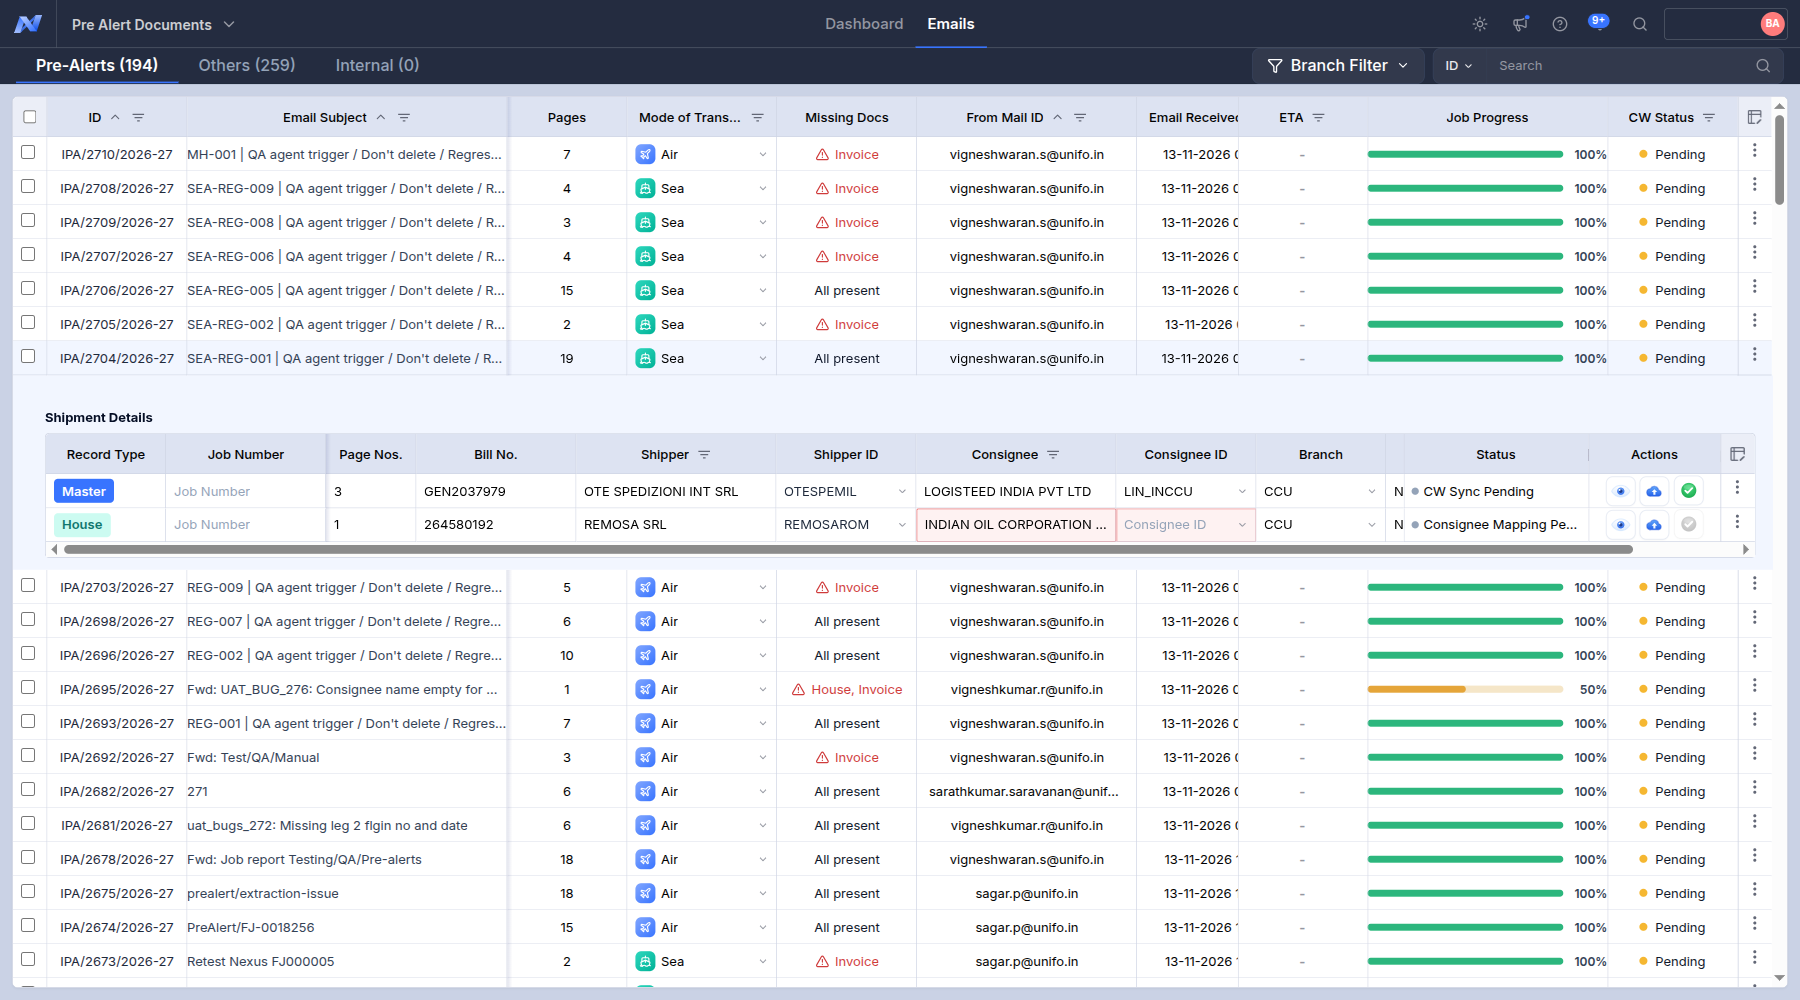 Pre Alert Documents
Dashboard
Emails
9+
BA
Pre-Alerts (194)
Others (259)
Internal (0)
Branch Filter
ID
Search
ID Email Subject Pages Mode of Trans... Missing Docs From Mail ID Email Received ETA Job Progress CW Status
IPA/2710/2026-27 MH-001 | QA agent trigger / Don't delete / Regres... 7 Air Invoice vigneshwaran.s@unifo.in 13-11-2026 - 100% Pending
IPA/2708/2026-27 SEA-REG-009 | QA agent trigger / Don't delete / R... 4 Sea Invoice vigneshwaran.s@unifo.in 13-11-2026 - 100% Pending
IPA/2709/2026-27 SEA-REG-008 | QA agent trigger / Don't delete / R... 3 Sea Invoice vigneshwaran.s@unifo.in 13-11-2026 - 100% Pending
IPA/2707/2026-27 SEA-REG-006 | QA agent trigger / Don't delete / R... 4 Sea Invoice vigneshwaran.s@unifo.in 13-11-2026 - 100% Pending
IPA/2706/2026-27 SEA-REG-005 | QA agent trigger / Don't delete / R... 15 Sea All present vigneshwaran.s@unifo.in 13-11-2026 - 100% Pending
IPA/2705/2026-27 SEA-REG-002 | QA agent trigger / Don't delete / R... 2 Sea Invoice vigneshwaran.s@unifo.in 13-11-2026 - 100% Pending
IPA/2704/2026-27 SEA-REG-001 | QA agent trigger / Don't delete / R... 19 Sea All present vigneshwaran.s@unifo.in 13-11-2026 - 100% Pending
Shipment Details
Record Type Job Number Page Nos. Bill No. Shipper Shipper ID Consignee Consignee ID Branch Status Actions
Master Job Number 3 GEN2037979 OTE SPEDIZIONI INT SRL OTESPEMIL LOGISTEED INDIA PVT LTD LIN_INCCU CCU N CW Sync Pending
House Job Number 1 264580192 REMOSA SRL REMOSAROM INDIAN OIL CORPORATION ... Consignee ID CCU N Consignee Mapping Pe...
IPA/2703/2026-27 REG-009 | QA agent trigger / Don't delete / Regre... 5 Air Invoice vigneshwaran.s@unifo.in 13-11-2026 - 100% Pending
IPA/2698/2026-27 REG-007 | QA agent trigger / Don't delete / Regre... 6 Air All present vigneshwaran.s@unifo.in 13-11-2026 - 100% Pending
IPA/2696/2026-27 REG-002 | QA agent trigger / Don't delete / Regre... 10 Air All present vigneshwaran.s@unifo.in 13-11-2026 - 100% Pending
IPA/2695/2026-27 Fwd: UAT_BUG_276: Consignee name empty for ... 1 Air House, Invoice vigneshkumar.r@unifo.in 13-11-2026 - 50% Pending
IPA/2693/2026-27 REG-001 | QA agent trigger / Don't delete / Regres... 7 Air All present vigneshwaran.s@unifo.in 13-11-2026 - 100% Pending
IPA/2692/2026-27 Fwd: Test/QA/Manual 3 Air Invoice vigneshwaran.s@unifo.in 13-11-2026 - 100% Pending
IPA/2682/2026-27 271 6 Air All present sarathkumar.saravanan@unif... 13-11-2026 - 100% Pending
IPA/2681/2026-27 uat_bugs_272: Missing leg 2 flgin no and date 6 Air All present vigneshkumar.r@unifo.in 13-11-2026 - 100% Pending
IPA/2678/2026-27 Fwd: Job report Testing/QA/Pre-alerts 18 Air All present vigneshwaran.s@unifo.in 13-11-2026 - 100% Pending
IPA/2675/2026-27 prealert/extraction-issue 18 Air All present sagar.p@unifo.in 13-11-2026 - 100% Pending
IPA/2674/2026-27 PreAlert/FJ-0018256 15 Air All present sagar.p@unifo.in 13-11-2026 - 100% Pending
IPA/2673/2026-27 Retest Nexus FJ000005 2 Sea Invoice sagar.p@unifo.in 13-11-2026 - 100% Pending